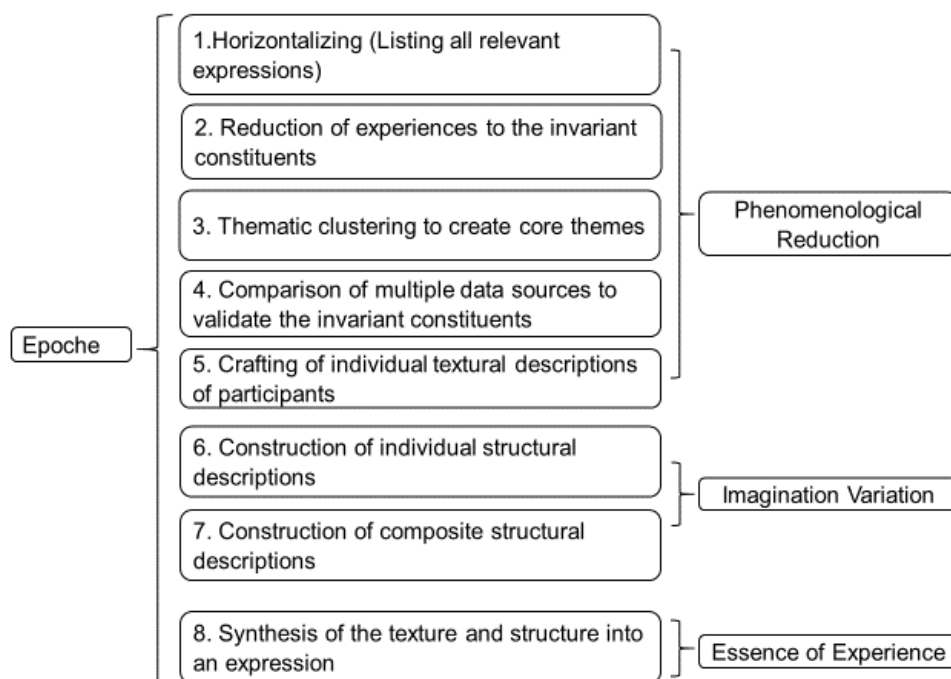 1.Horizontalizing (Listing all relevant
expressions)
2. Reduction of experiences to the invariant
constituents
3. Thematic clustering to create core themes
4. Comparison of multiple data sources to
validate the invariant constituents
5. Crafting of individual textural descriptions
of participants
6. Construction of individual structural
descriptions
7. Construction of composite structural
descriptions
8. Synthesis of the texture and structure into
an expression
Epoche
Phenomenological
Reduction
Imagination Variation
Essence of Experience